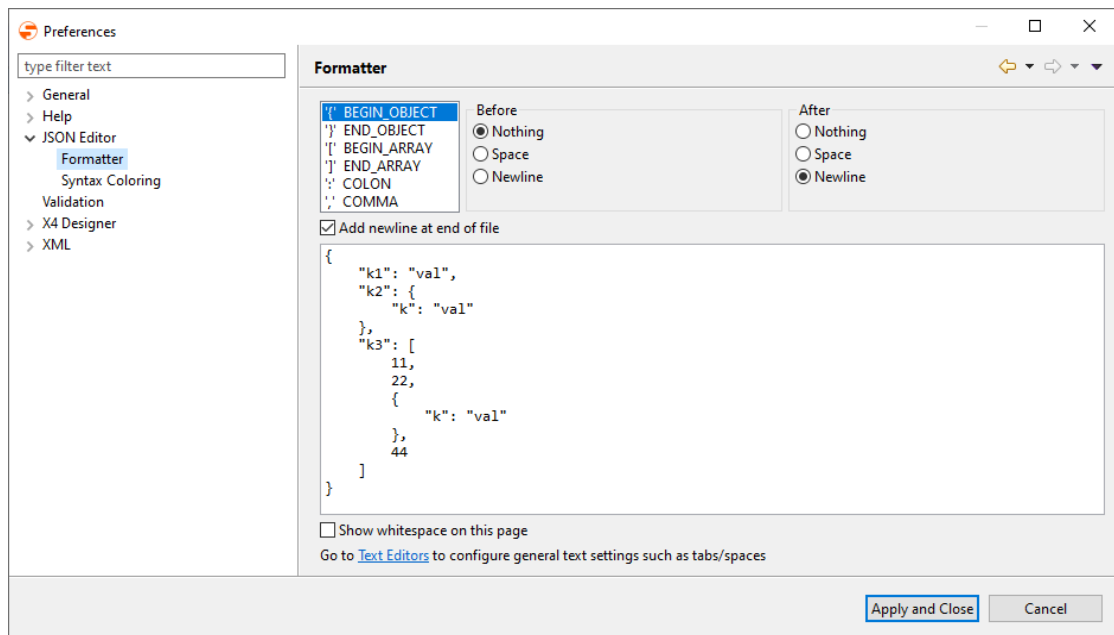 Preferences
type filter text
General
Help
JSON Editor
Formatter
Syntax Coloring
Validation
X4 Designer
XML
Formatter
'{' BEGIN_OBJECT
'}' END_OBJECT
'[' BEGIN_ARRAY
']' END_ARRAY
':' COLON
',' COMMA
Before
Nothing
Space
Newline
After
Nothing
Space
Newline
Add newline at end of file
{
    "k1": "val",
    "k2": {
        "k": "val"
    },
    "k3": [
        11,
        22,
        {
            "k": "val"
        },
        44
    ]
}
Show whitespace on this page
Go to Text Editors to configure general text settings such as tabs/spaces
Apply and Close
Cancel